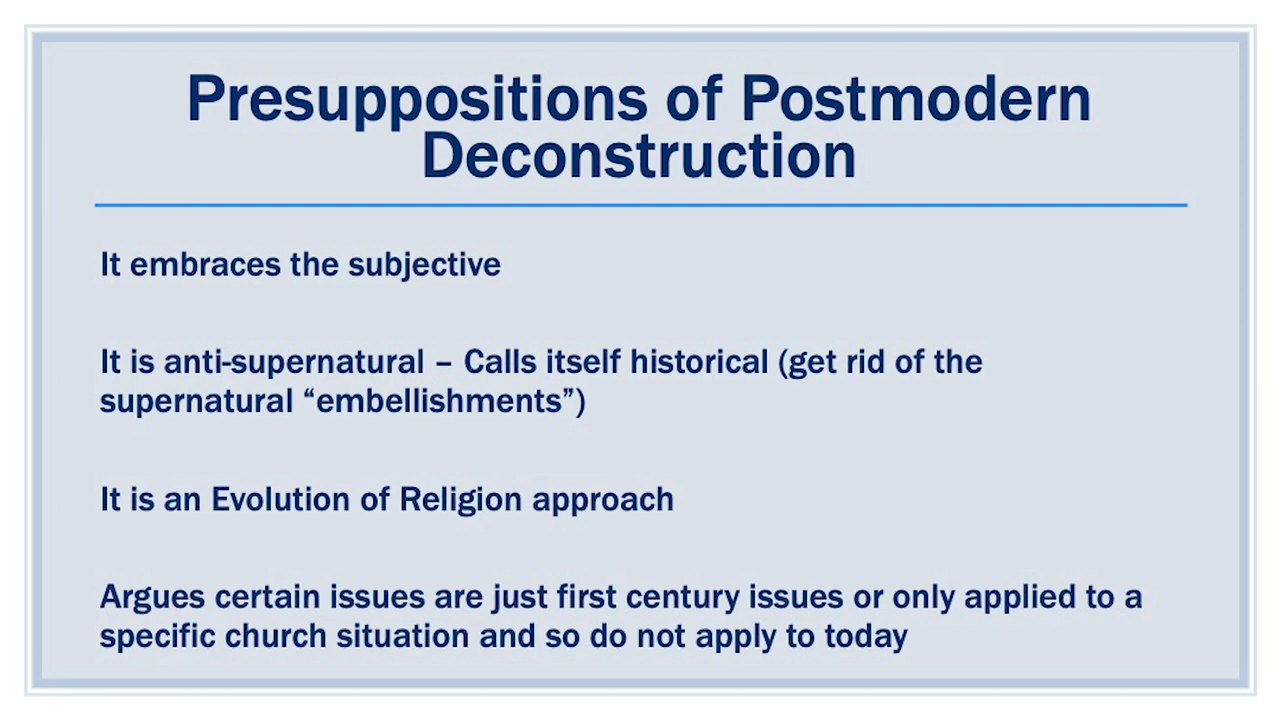 Presuppositions of Postmodern
Deconstruction
It embraces the subjective
It is anti-supernatural – Calls itself historical (get rid of the
supernatural “embellishments”)
It is an Evolution of Religion approach
Argues certain issues are just first century issues or only applied to a
specific church situation and so do not apply to today